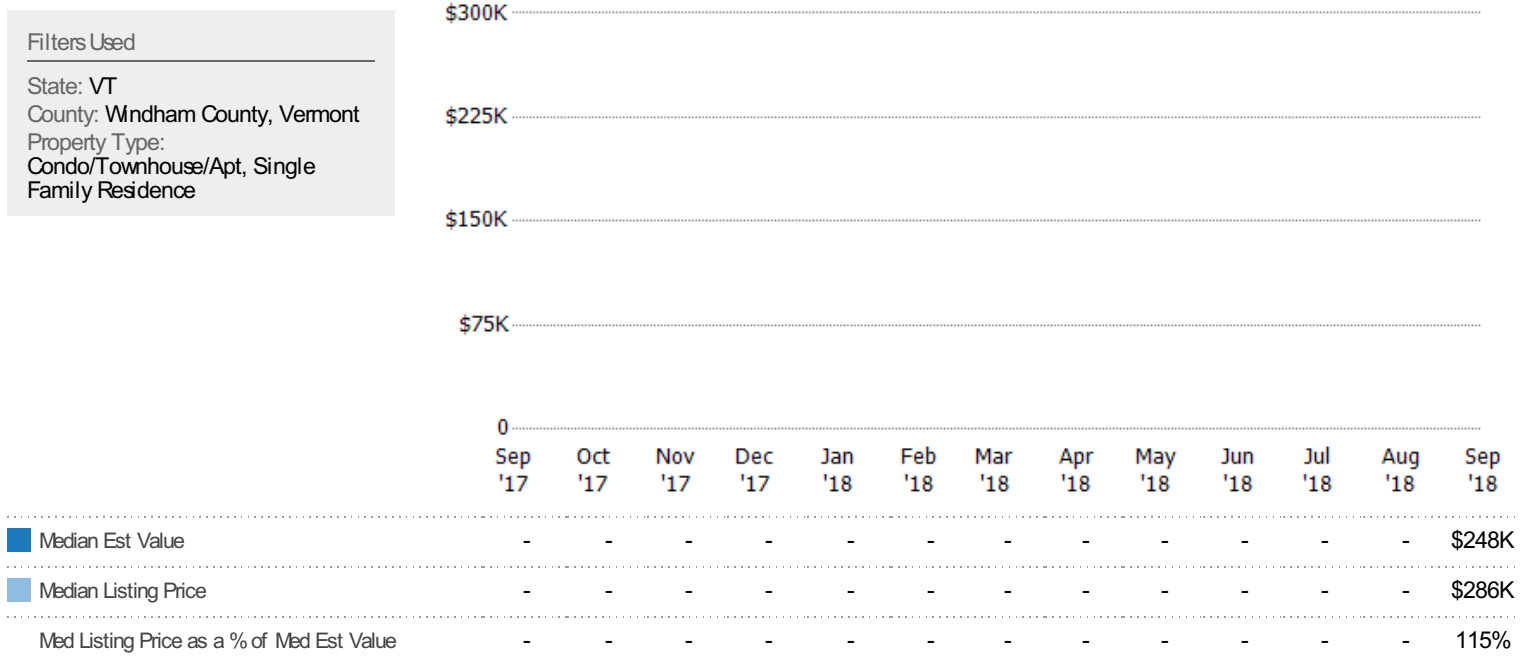 Filters Used
State: VT
County: Windham County, Vermont
Property Type:
Condo/Townhouse/Apt, Single
Family Residence
$300K
$225K
$150K
$75K
0
Sep Oct Nov Dec Jan Feb Mar Apr May Jun Jul Aug Sep
'17 '17 '17 '17 '18 '18 '18 '18 '18 '18 '18 '18 '18
Median Est Value - - - - - - - - - - - - $248K
Median Listing Price - - - - - - - - - - - - $286K
Med Listing Price as a % of Med Est Value - - - - - - - - - - - - 115%